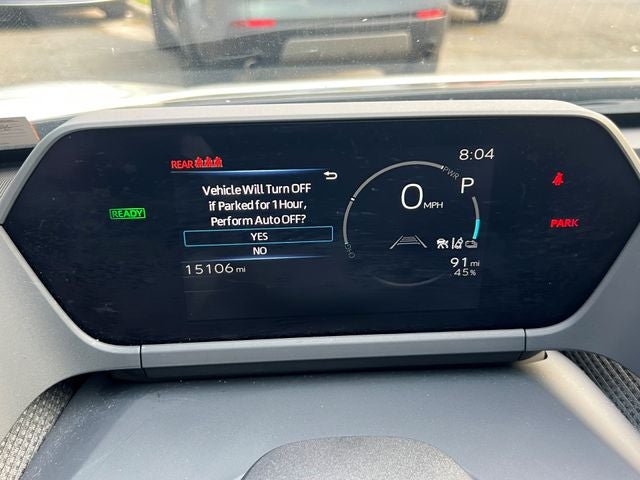 REAR
8:04
Vehicle Will Turn OFF
if Parked for 1 Hour,
Perform Auto OFF?
YES
NO
READY
PWR
P
0 MPH
PARK
15106 mi
91 mi
45%